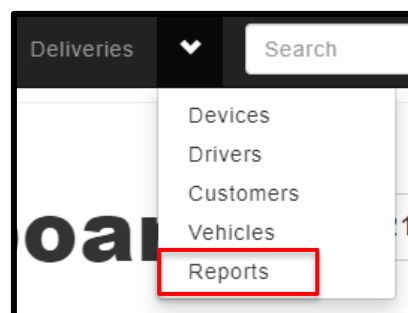 Deliveries
Search
Devices
Drivers
Customers
Vehicles
Reports